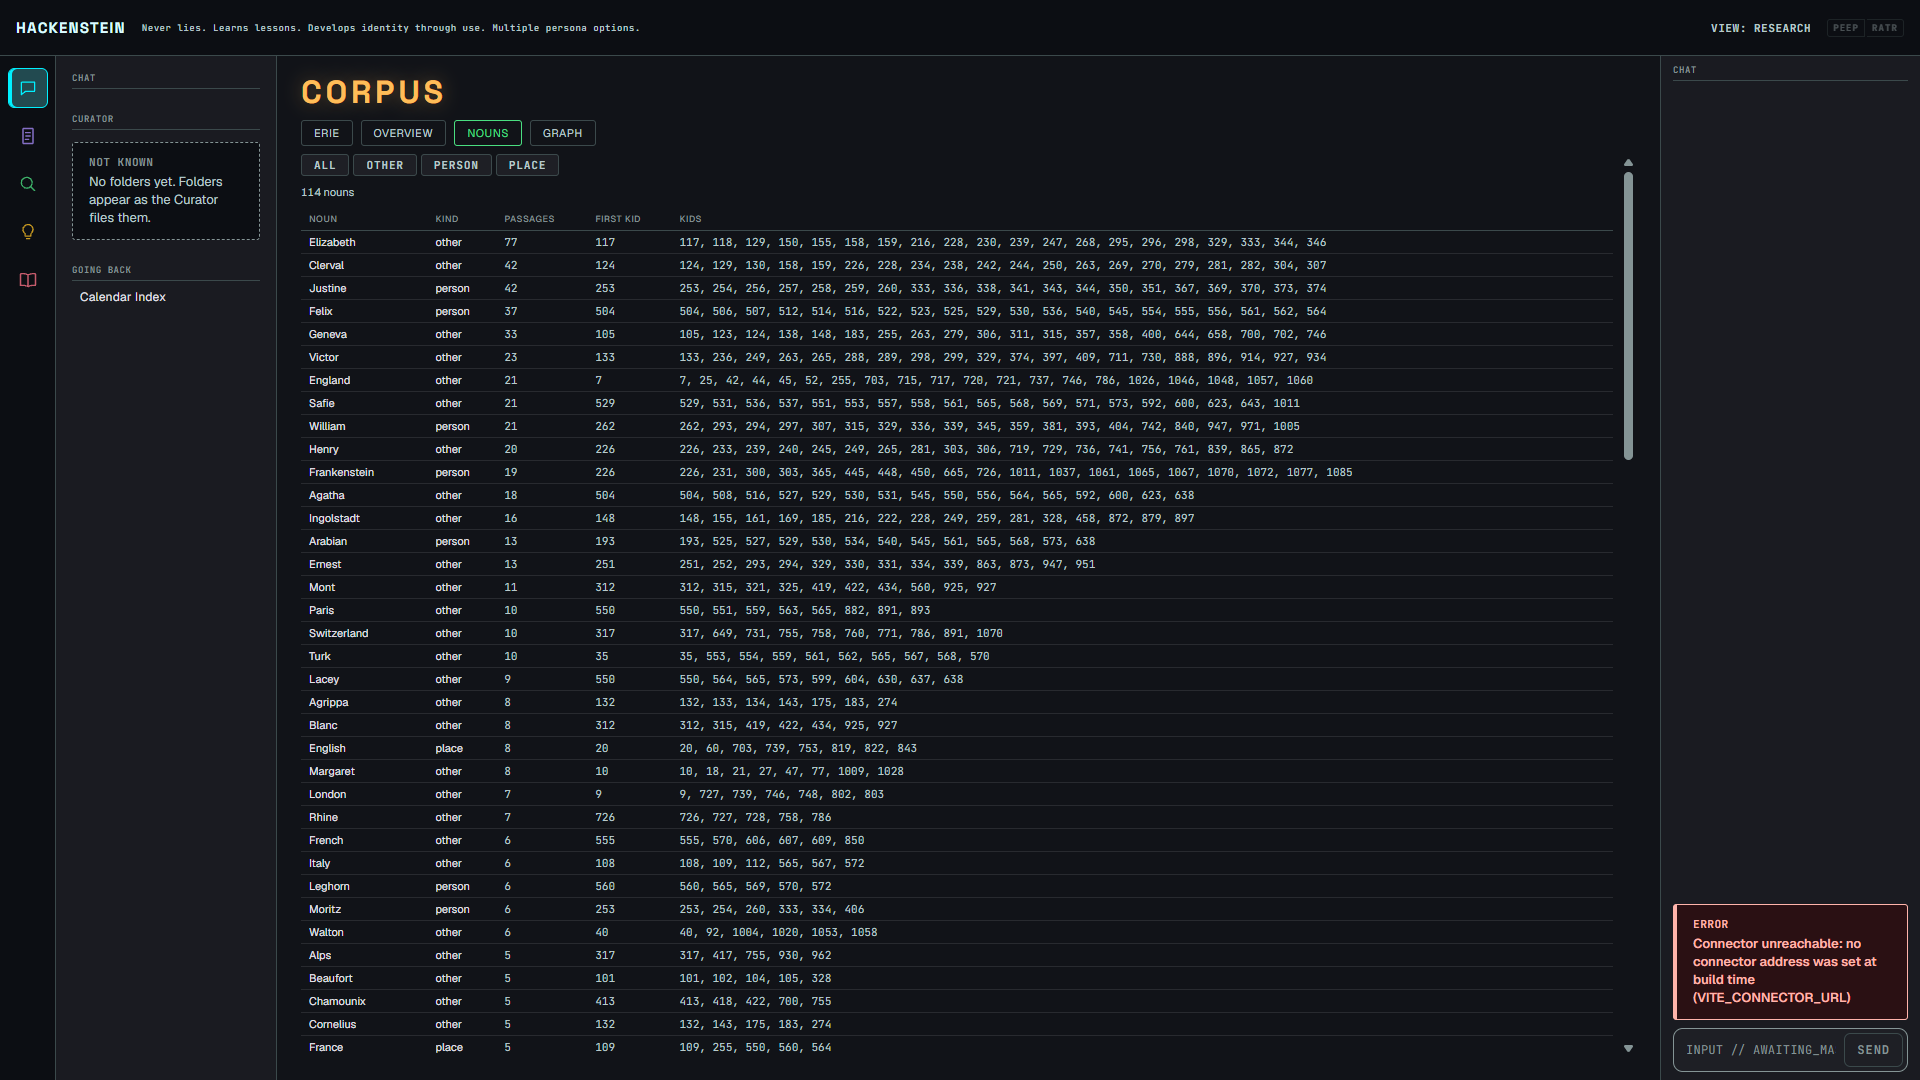 HACKENSTEIN
Never lies. Learns lessons. Develops identity through use. Multiple persona options.
VIEW: RESEARCH
PEEP RATR
CHAT
CURATOR
NOT KNOWN
No folders yet. Folders
appear as the Curator
files them.
GOING BACK
Calendar Index
CORPUS
ERIE OVERVIEW NOUNS GRAPH
ALL OTHER PERSON PLACE
114 nouns
NOUN KIND PASSAGES FIRST KID KIDS
Elizabeth other 77 117 117, 118, 129, 150, 155, 158, 159, 216, 228, 230, 239, 247, 268, 295, 296, 298, 329, 333, 344, 346
Clerval other 42 124 124, 129, 130, 158, 159, 226, 228, 234, 238, 242, 244, 250, 263, 269, 270, 279, 281, 282, 304, 307
Justine person 42 253 253, 254, 256, 257, 258, 259, 260, 333, 336, 338, 341, 343, 344, 350, 351, 367, 369, 370, 373, 374
Felix person 37 504 504, 506, 507, 512, 514, 516, 522, 523, 525, 529, 530, 536, 540, 545, 554, 555, 556, 561, 562, 564
Geneva other 33 105 105, 123, 124, 138, 148, 183, 255, 263, 279, 306, 311, 315, 357, 358, 400, 644, 658, 700, 702, 746
Victor other 23 133 133, 236, 249, 263, 265, 288, 289, 298, 299, 329, 374, 397, 409, 711, 730, 888, 896, 914, 927, 934
England other 21 7 7, 25, 42, 44, 45, 52, 255, 703, 715, 717, 720, 721, 737, 746, 786, 1026, 1046, 1048, 1057, 1060
Safie other 21 529 529, 531, 536, 537, 551, 553, 557, 558, 561, 565, 568, 569, 571, 573, 592, 600, 623, 643, 1011
William person 21 262 262, 293, 294, 297, 307, 315, 329, 336, 339, 345, 359, 381, 393, 404, 742, 840, 947, 971, 1005
Henry other 20 226 226, 233, 239, 240, 245, 249, 265, 281, 303, 306, 719, 729, 736, 741, 756, 761, 839, 865, 872
Frankenstein person 19 226 226, 231, 300, 303, 365, 445, 448, 450, 665, 726, 1011, 1037, 1061, 1065, 1067, 1070, 1072, 1077, 1085
Agatha other 18 504 504, 508, 516, 527, 529, 530, 531, 545, 550, 556, 564, 565, 592, 600, 623, 638
Ingolstadt other 16 148 148, 155, 161, 169, 185, 216, 222, 228, 249, 259, 281, 328, 458, 872, 879, 897
Arabian person 13 193 193, 525, 527, 529, 530, 534, 540, 545, 561, 565, 568, 573, 638
Ernest other 13 251 251, 252, 293, 294, 329, 330, 331, 334, 339, 863, 873, 947, 951
Mont other 11 312 312, 315, 321, 325, 419, 422, 434, 560, 925, 927
Paris other 10 550 550, 551, 559, 563, 565, 882, 891, 893
Switzerland other 10 317 317, 649, 731, 755, 758, 760, 771, 786, 891, 1070
Turk other 10 35 35, 553, 554, 559, 561, 562, 565, 567, 568, 570
Lacey other 9 550 550, 564, 565, 573, 599, 604, 630, 637, 638
Agrippa other 8 132 132, 133, 134, 143, 175, 183, 274
Blanc other 8 312 312, 315, 419, 422, 434, 925, 927
English place 8 20 20, 60, 703, 739, 753, 819, 822, 843
Margaret other 8 10 10, 18, 21, 27, 47, 77, 1009, 1028
London other 7 9 9, 727, 739, 746, 748, 802, 803
Rhine other 7 726 726, 727, 728, 758, 786
French other 6 555 555, 570, 606, 607, 609, 850
Italy other 6 108 108, 109, 112, 565, 567, 572
Leghorn person 6 560 560, 565, 569, 570, 572
Moritz person 6 253 253, 254, 260, 333, 334, 406
Walton other 6 40 40, 92, 1004, 1020, 1053, 1058
Alps other 5 317 317, 417, 755, 930, 962
Beaufort other 5 101 101, 102, 104, 105, 328
Chamounix other 5 413 413, 418, 422, 700, 755
Cornelius other 5 132 132, 143, 175, 183, 274
France place 5 109 109, 255, 550, 560, 564
CHAT
ERROR
Connector unreachable: no
connector address was set at
build time
(VITE_CONNECTOR_URL)
INPUT // AWAITING_MA SEND